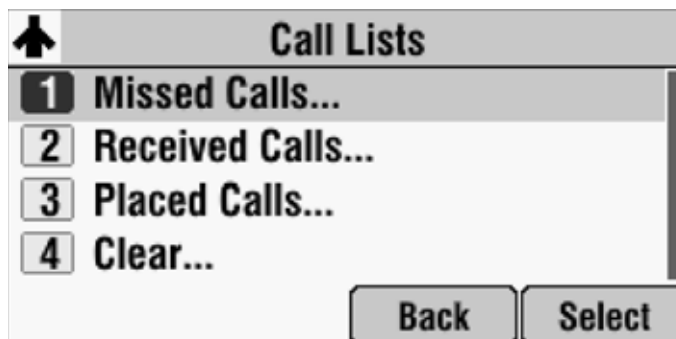 Call Lists
1 Missed Calls...
2 Received Calls...
3 Placed Calls...
4 Clear...
Back Select